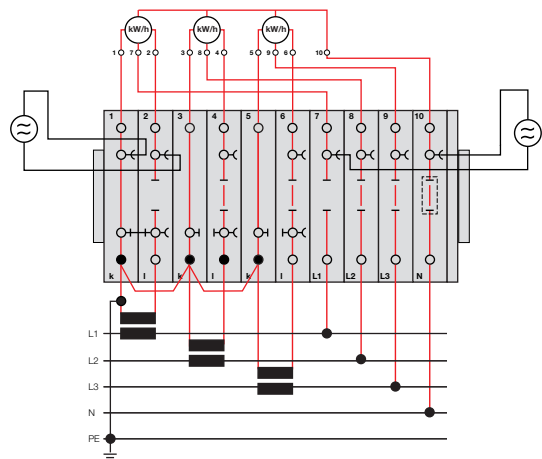 kW/h kW/h kW/h
1 7 2 3 8 4 5 9 6 10
1 2 3 4 5 6 7 8 9 10
k l k l k l L1 L2 L3 N
L1
L2
L3
N
PE